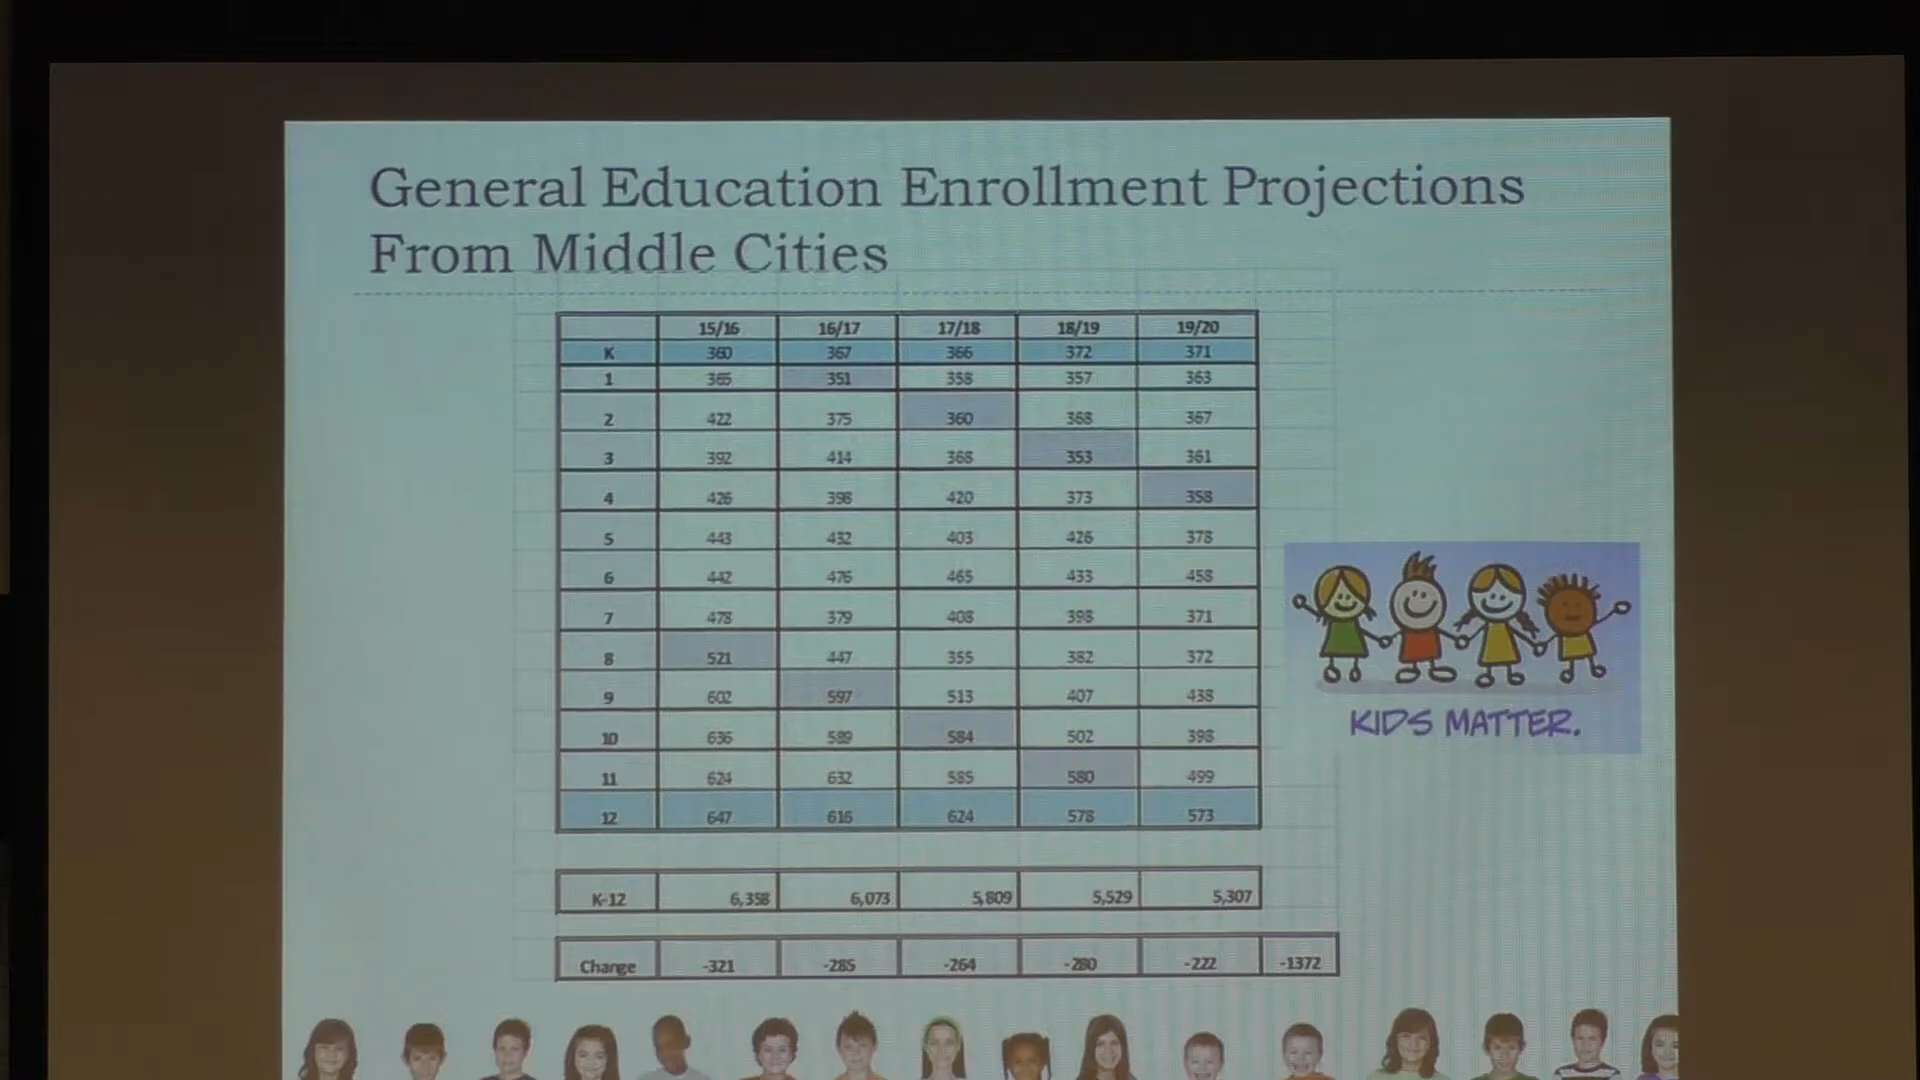 General Education Enrollment Projections
From Middle Cities
15/16 16/17 17/18 18/19 19/20
K 360 367 366 372 371
1 365 351 358 357 363
2 422 375 360 368 367
3 392 414 368 353 361
4 426 398 420 373 358
5 443 432 403 426 378
6 442 476 465 433 458
7 478 379 408 398 371
8 521 447 355 382 372
9 602 597 513 407 438
10 636 589 584 502 398
11 624 632 585 580 499
12 647 616 624 578 573
K-12 6,358 6,073 5,809 5,529 5,307
Change -321 -285 -264 -280 -222 -1372
KIDS MATTER.